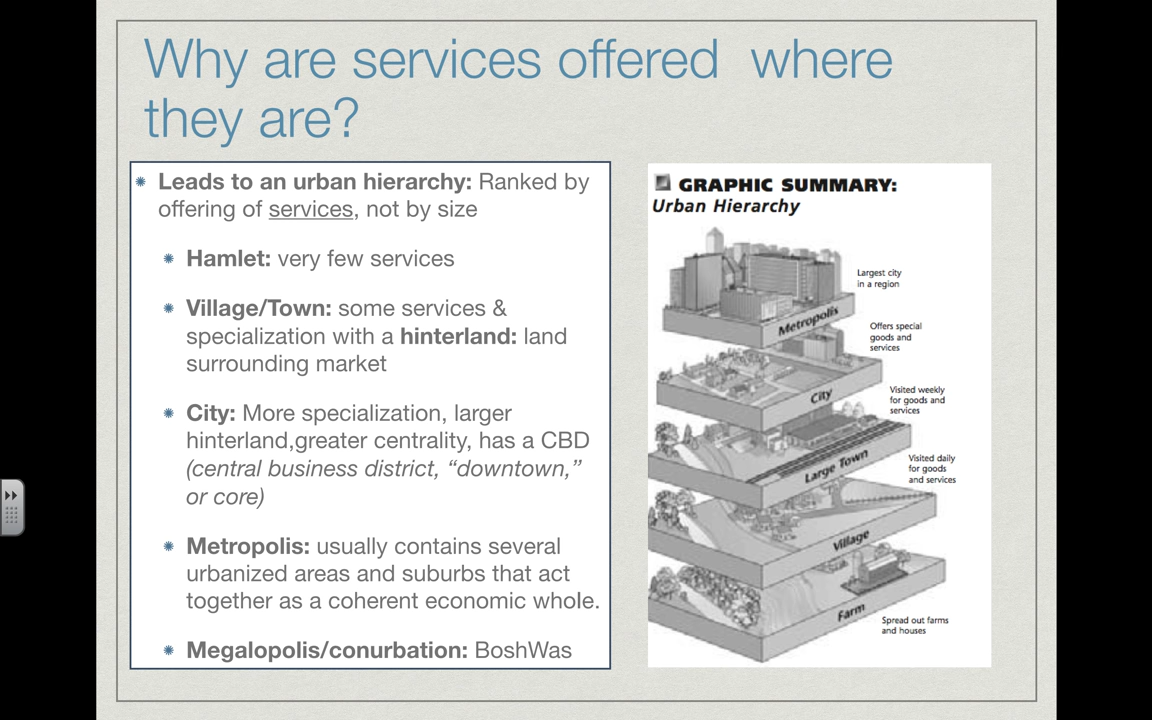 Why are services offered  where
they are?
Leads to an urban hierarchy: Ranked by
offering of services, not by size
Hamlet: very few services
Village/Town: some services &
specialization with a hinterland: land
surrounding market
City: More specialization, larger
hinterland,greater centrality, has a CBD
(central business district, “downtown,”
or core)
Metropolis: usually contains several
urbanized areas and suburbs that act
together as a coherent economic whole.
Megalopolis/conurbation: BoshWas
GRAPHIC SUMMARY:
Urban Hierarchy
Largest city
in a region
Metropolis
Offers special
goods and
services
City
Visited weekly
for goods and
services
Large Town
Visited daily
for goods
and services
Village
Farm
Spread out farms
and houses